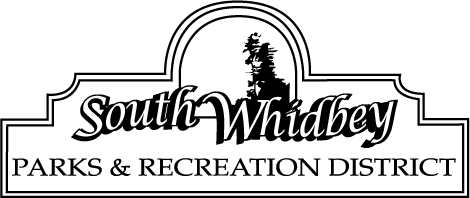 South Whidbey
PARKS & RECREATION DISTRICT